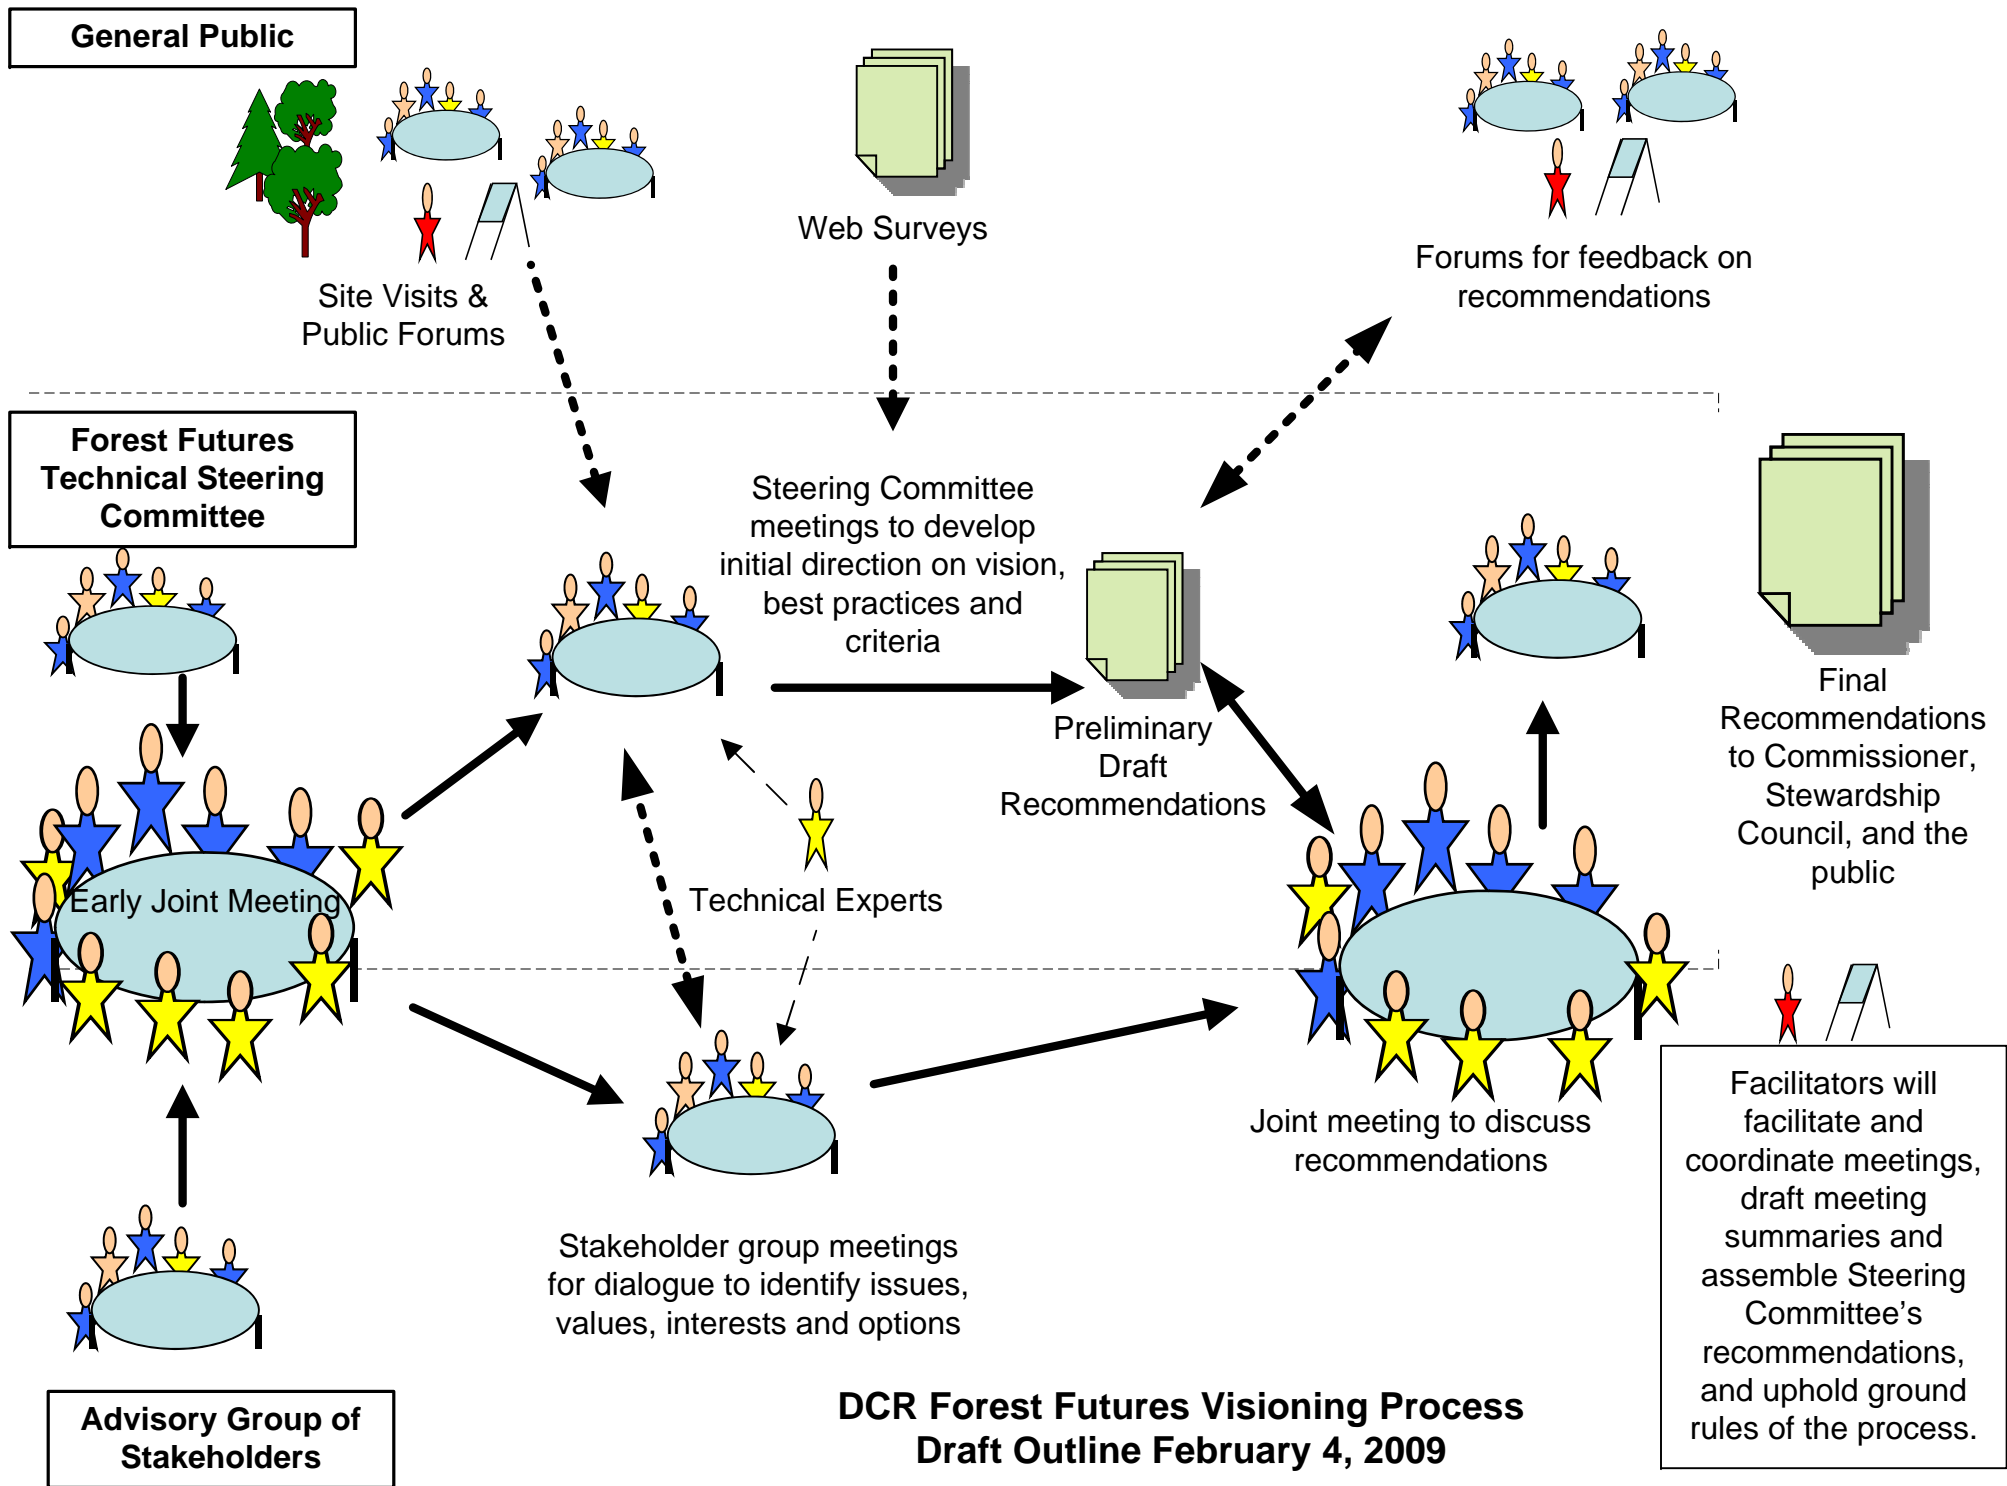 General Public
Site Visits &
Public Forums
Web Surveys
Forums for feedback on
recommendations
Forest Futures
Technical Steering
Committee
Steering Committee
meetings to develop
initial direction on vision,
best practices and
criteria
Preliminary
Draft
Recommendations
Final
Recommendations
to Commissioner,
Stewardship
Council, and the
public
Early Joint Meeting
Technical Experts
Joint meeting to discuss
recommendations
Stakeholder group meetings
for dialogue to identify issues,
values, interests and options
Facilitators will
facilitate and
coordinate meetings,
draft meeting
summaries and
assemble Steering
Committee’s
recommendations,
and uphold ground
rules of the process.
Advisory Group of
Stakeholders
DCR Forest Futures Visioning Process
Draft Outline February 4, 2009